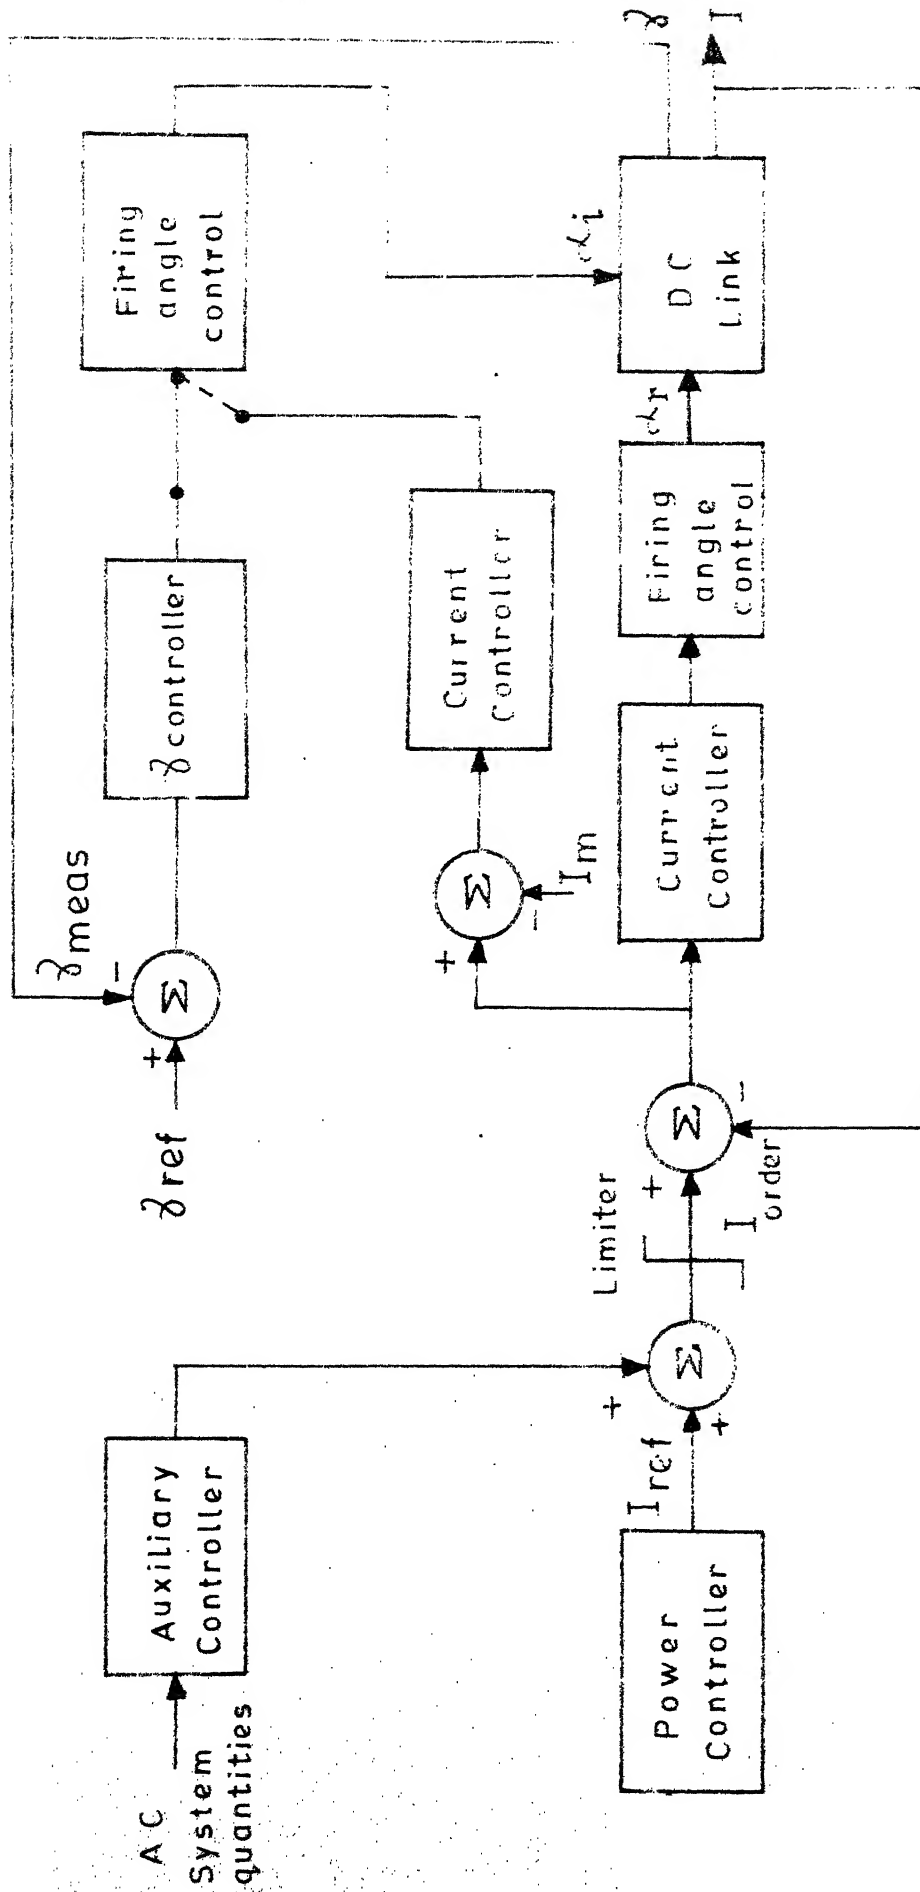 γ
I
Firing
angle
control
αi
DC
Link
αr
Firing
angle
control
γ controller
Current
Controller
Current
Controller
γmeas
-
Σ
+
γref
Σ
+
-
Im
Σ
+
-
Iorder
Limiter
Σ
+
+
Iref
Auxiliary
Controller
Power
Controller
AC
System
quantities